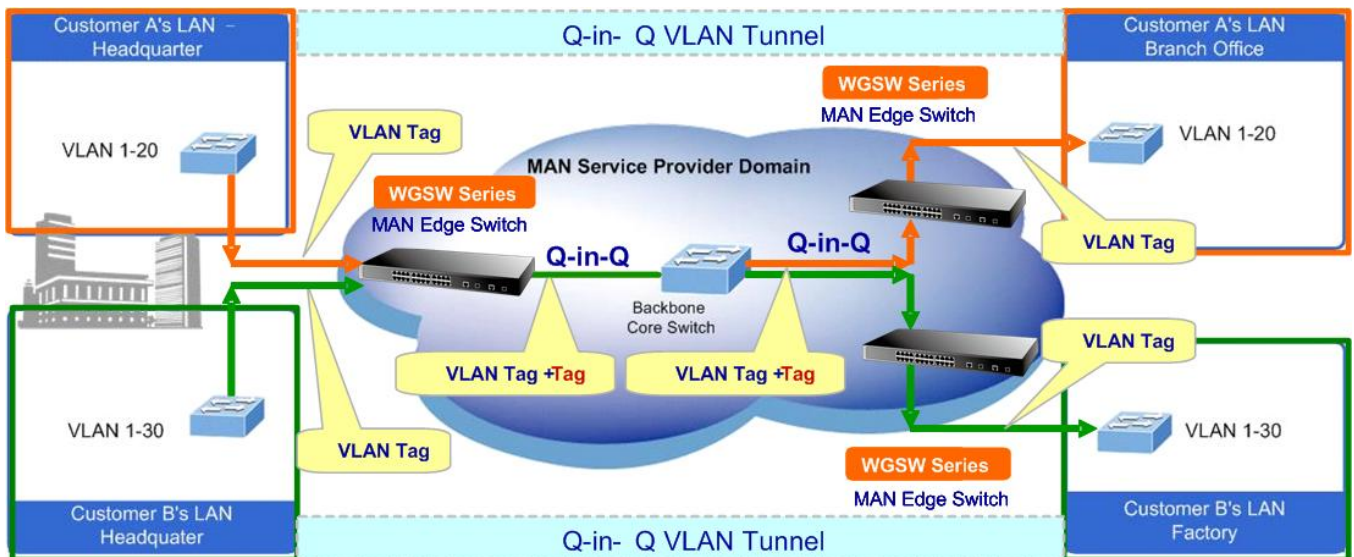 Customer A's LAN –
Headquarter
Q-in- Q VLAN Tunnel
Customer A's LAN
Branch Office
WGSW Series
MAN Edge Switch
VLAN Tag
VLAN 1-20
VLAN 1-20
MAN Service Provider Domain
WGSW Series
MAN Edge Switch
VLAN Tag
Q-in-Q
Q-in-Q
Backbone
Core Switch
VLAN Tag
VLAN Tag +Tag
VLAN Tag +Tag
VLAN 1-30
VLAN Tag
VLAN 1-30
WGSW Series
MAN Edge Switch
Customer B's LAN
Headquater
Q-in- Q VLAN Tunnel
Customer B's LAN
Factory